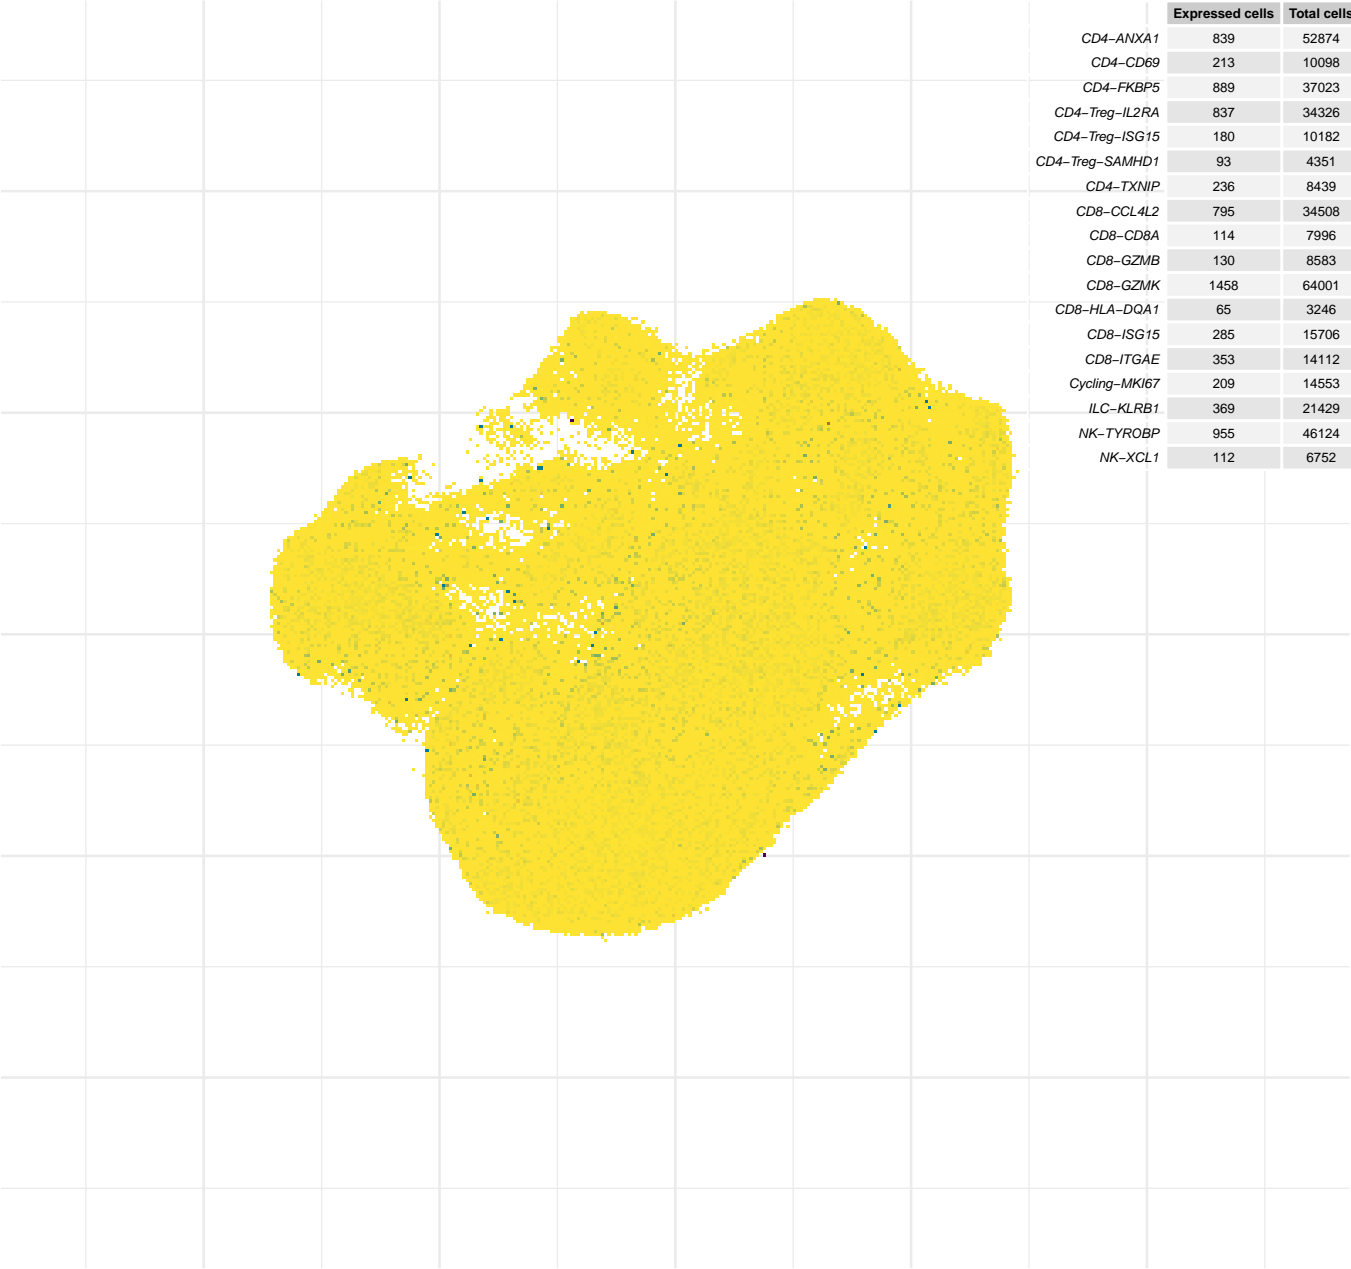 Expressed cells Total cells
CD4−ANXA1 839 52874
CD4−CD69 213 10098
CD4−FKBP5 889 37023
CD4−Treg−IL2RA 837 34326
CD4−Treg−ISG15 180 10182
CD4−Treg−SAMHD1 93 4351
CD4−TXNIP 236 8439
CD8−CCL4L2 795 34508
CD8−CD8A 114 7996
CD8−GZMB 130 8583
CD8−GZMK 1458 64001
CD8−HLA−DQA1 65 3246
CD8−ISG15 285 15706
CD8−ITGAE 353 14112
Cycling−MKI67 209 14553
ILC−KLRB1 369 21429
NK−TYROBP 955 46124
NK−XCL1 112 6752